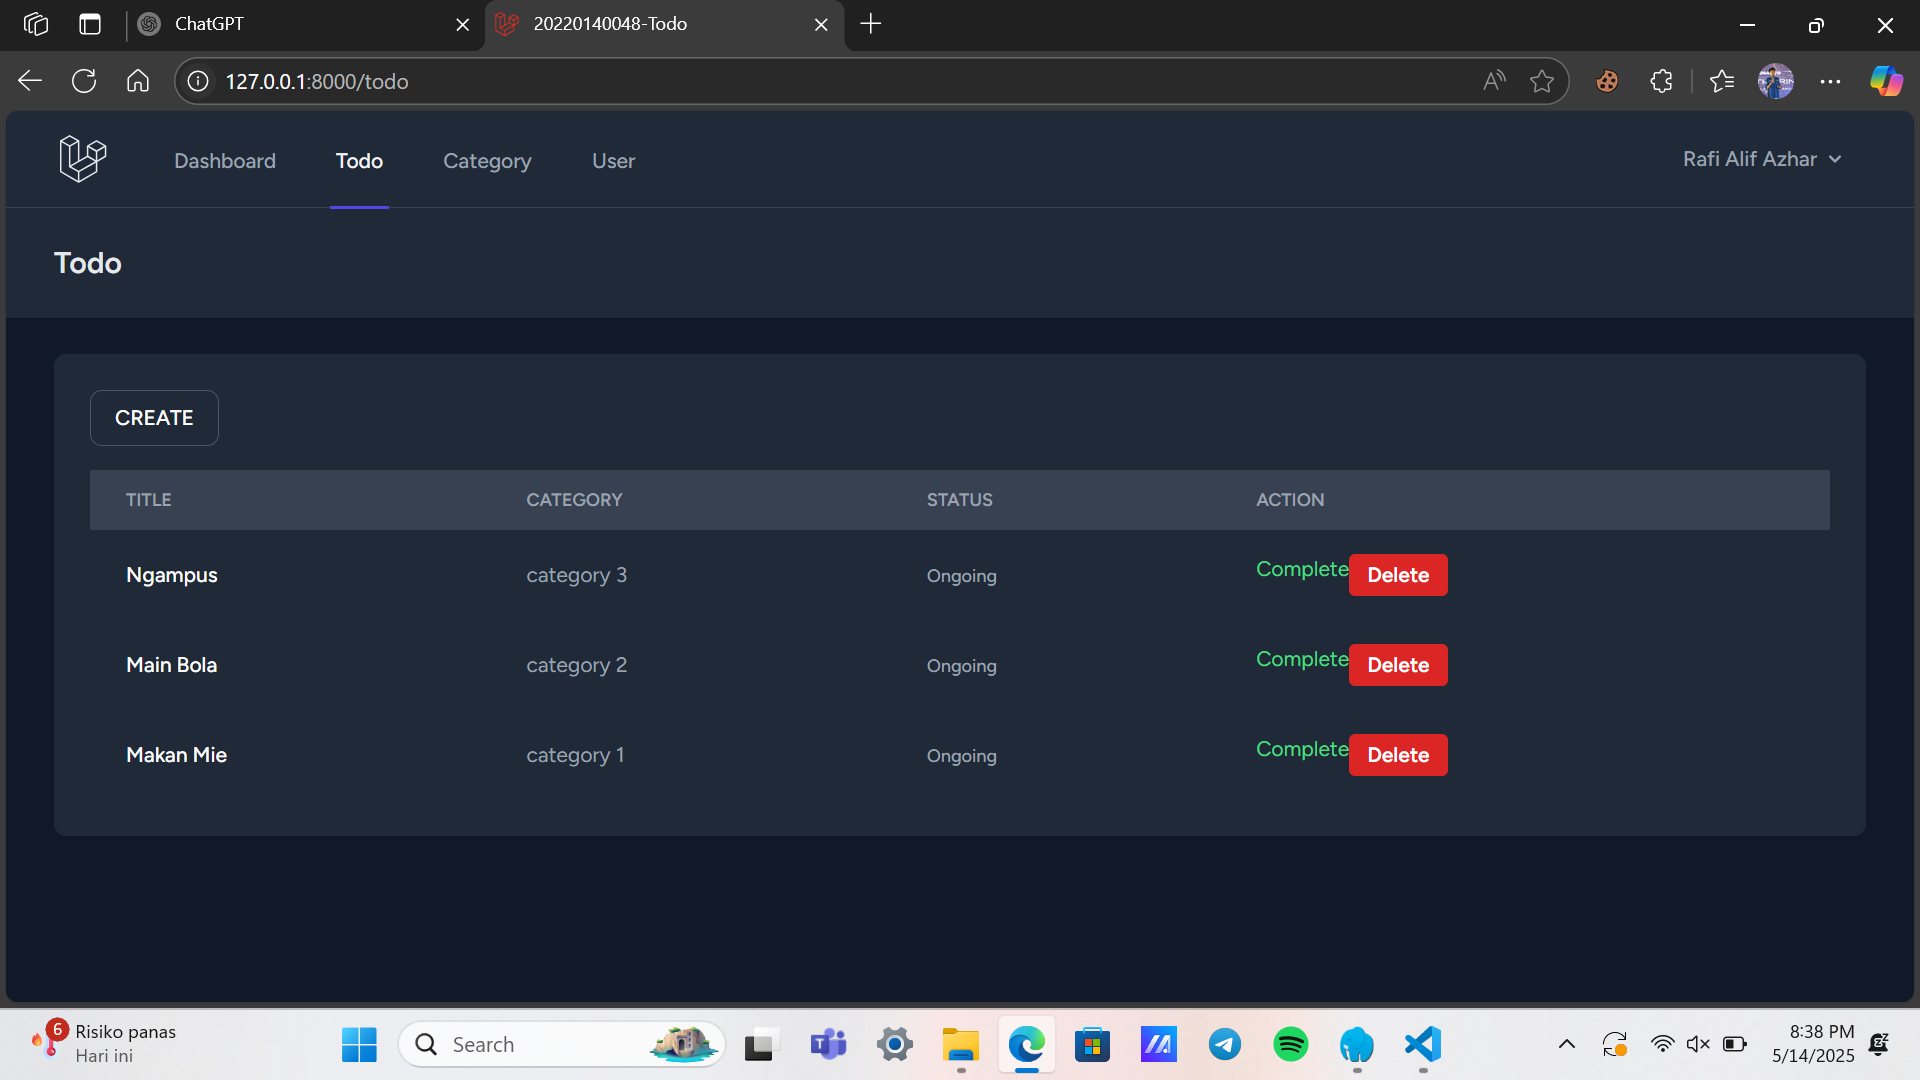 ChatGPT
20220140048-Todo
127.0.0.1:8000/todo
Dashboard
Todo
Category
User
Rafi Alif Azhar
Todo
CREATE
TITLE CATEGORY STATUS ACTION
Ngampus category 3 Ongoing Complete Delete
Main Bola category 2 Ongoing Complete Delete
Makan Mie category 1 Ongoing Complete Delete
6
Risiko panas
Hari ini
Search
8:38 PM
5/14/2025